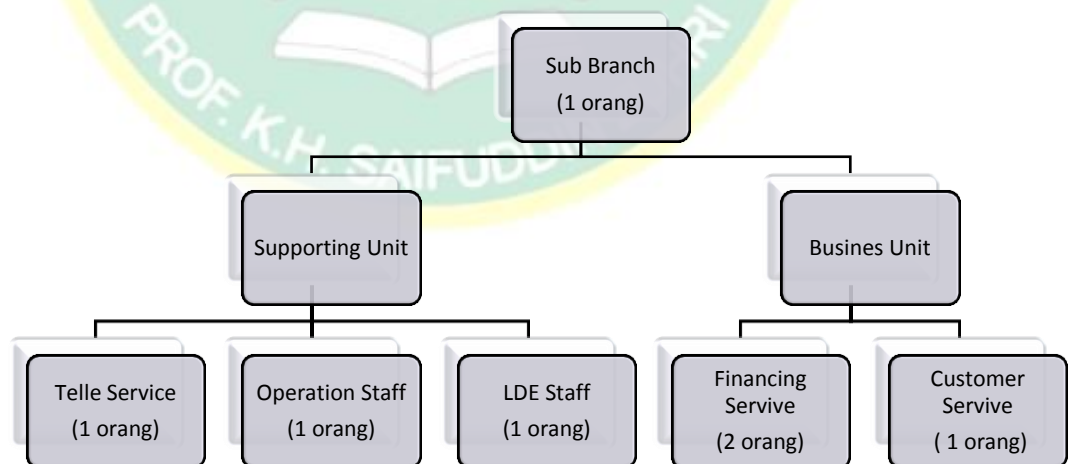 PROF. K.H. SAIFUDDIN
Sub Branch
(1 orang)
Supporting Unit
Busines Unit
Telle Service
(1 orang)
Operation Staff
(1 orang)
LDE Staff
(1 orang)
Financing
Servive
(2 orang)
Customer
Servive
( 1 orang)